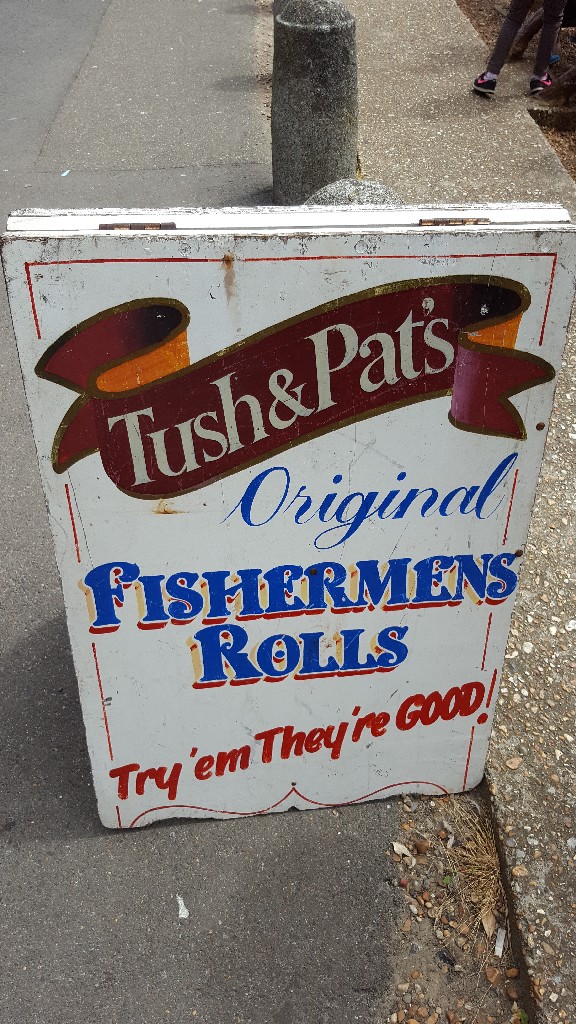 Tush & Pat's
Original
FISHERMENS
ROLLS
Try 'em They're GOOD!